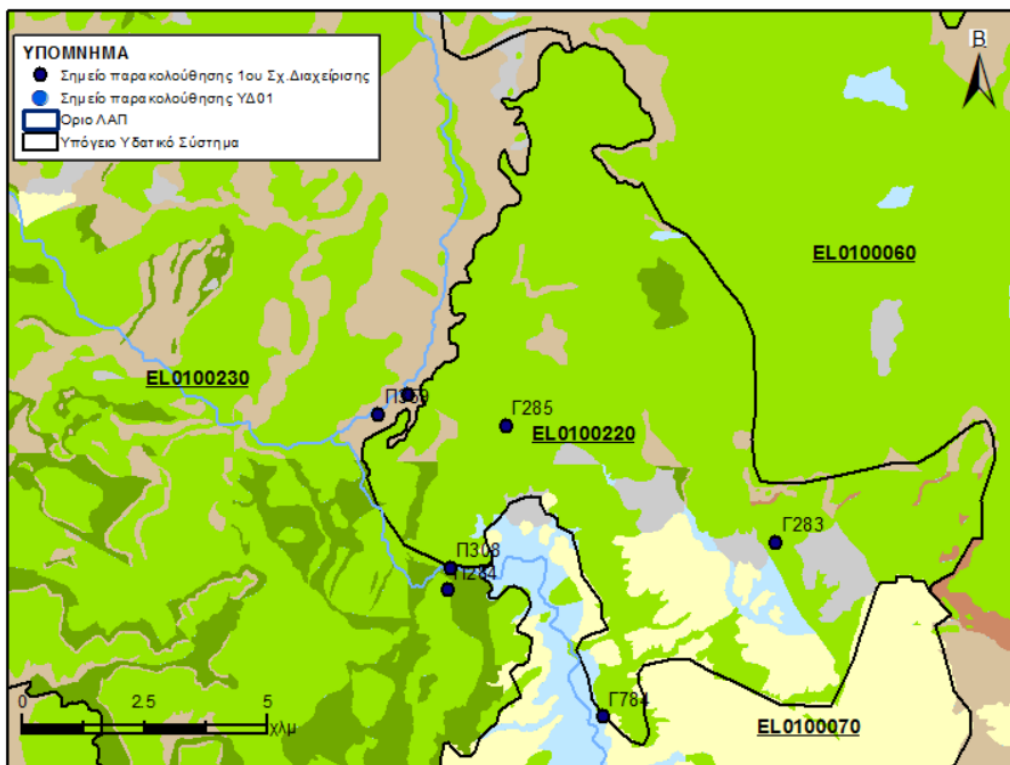 ΥΠΟΜΝΗΜΑ
Σημείο παρακολούθησης 1ου Σχ.Διαχείρισης
Σημείο παρακολούθησης ΥΔ01
Όριο ΛΑΠ
Υπόγειο Υδατικό Σύστημα
Β
EL0100060
EL0100230
Γ285
EL0100220
Γ283
Π308
Π284
Γ784
EL0100070
0 2.5 5
χλμ